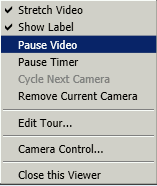 Stretch Video
Show Label
Pause Video
Pause Timer
Cycle Next Camera
Remove Current Camera
Edit Tour...
Camera Control...
Close this Viewer